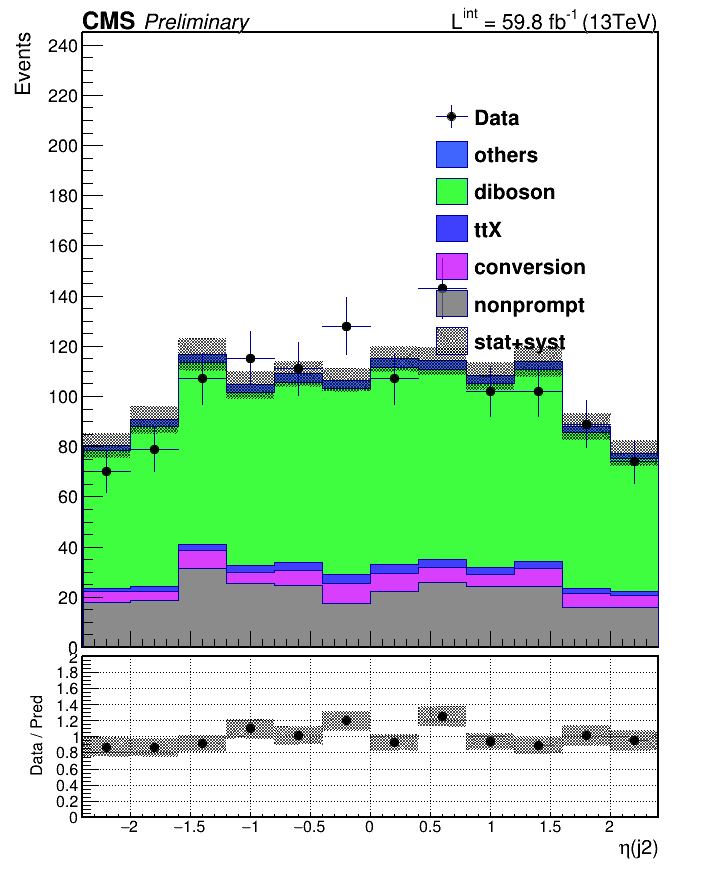 CMS Preliminary
L^int = 59.8 fb^-1 (13TeV)
Events
240
220
200
180
160
140
120
100
80
60
40
20
0
Data
others
diboson
ttX
conversion
nonprompt
stat+syst
Data / Pred
2
1.8
1.6
1.4
1.2
1
0.8
0.6
0.4
0.2
0
−2 −1.5 −1 −0.5 0 0.5 1 1.5 2
η(j2)